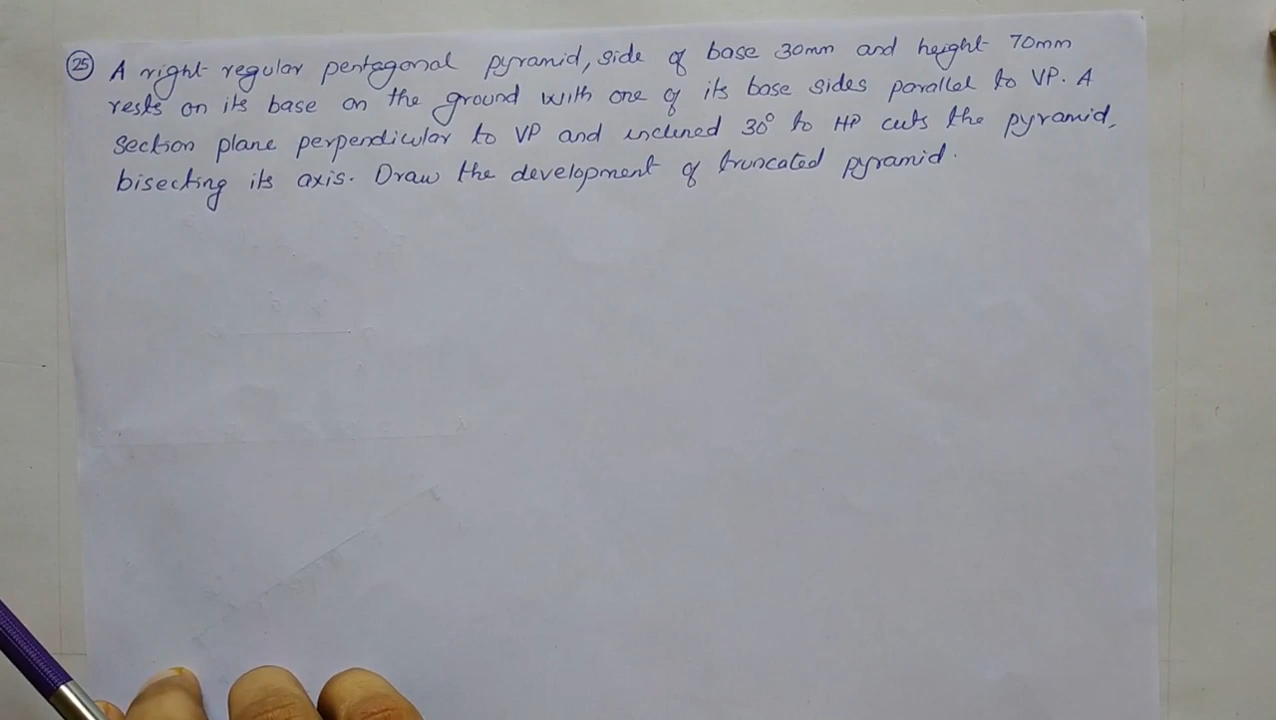 25 A right regular pentagonal pyramid, side of base 30mm and height 70mm
rests on its base on the ground with one of its base sides parallel to VP. A
section plane perpendicular to VP and inclined 30° to HP cuts the pyramid,
bisecting its axis. Draw the development of truncated pyramid.